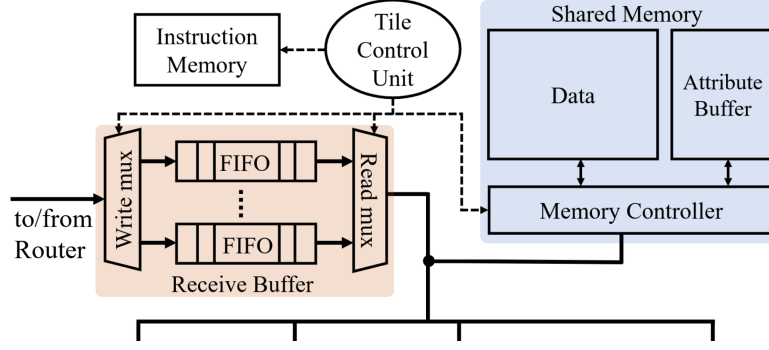 Instruction
Memory
Tile
Control
Unit
Shared Memory
Data
Attribute
Buffer
Memory Controller
to/from
Router
Write mux
FIFO
FIFO
Read mux
Receive Buffer